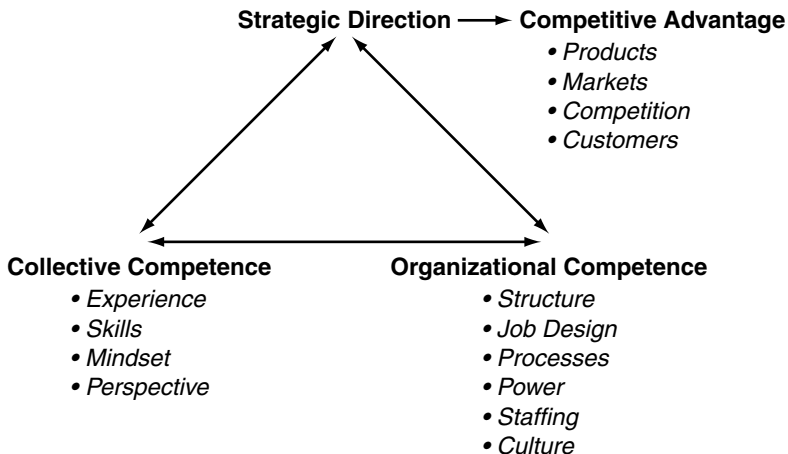 Strategic Direction → Competitive Advantage
• Products
• Markets
• Competition
• Customers
Collective Competence
• Experience
• Skills
• Mindset
• Perspective
Organizational Competence
• Structure
• Job Design
• Processes
• Power
• Staffing
• Culture